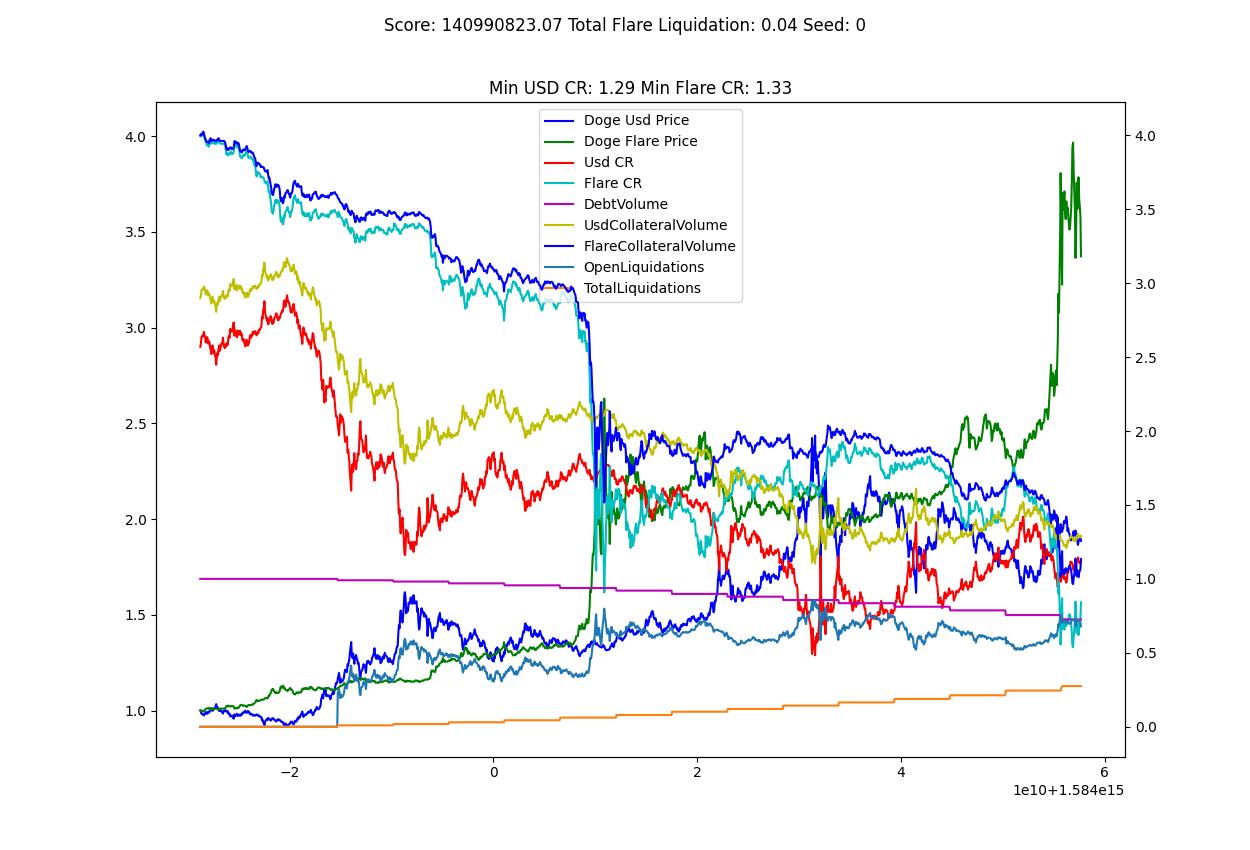 Score: 140990823.07 Total Flare Liquidation: 0.04 Seed: 0
Min USD CR: 1.29 Min Flare CR: 1.33
Doge Usd Price
Doge Flare Price
Usd CR
Flare CR
DebtVolume
UsdCollateralVolume
FlareCollateralVolume
OpenLiquidations
TotalLiquidations
4.0
3.5
3.0
2.5
2.0
1.5
1.0
4.0
3.5
3.0
2.5
2.0
1.5
1.0
0.5
0.0
−2
0
2
4
6
1e10+1.584e15